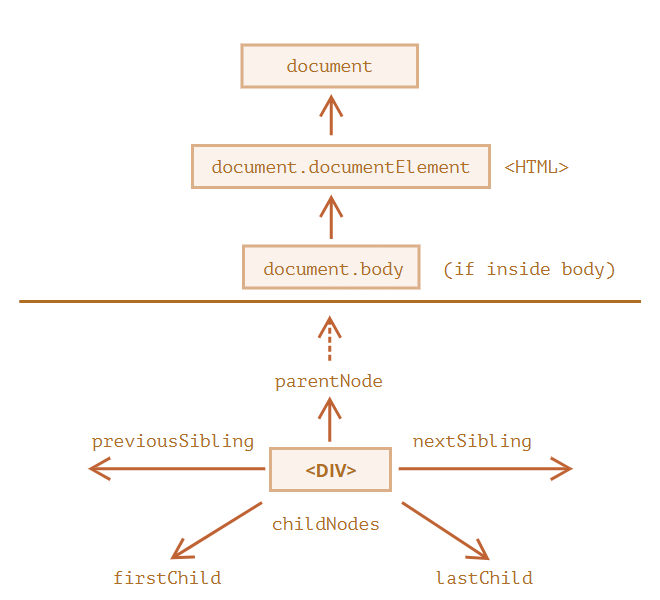 document
document.documentElement <HTML>
document.body (if inside body)
parentNode
previousSibling nextSibling
<DIV>
childNodes
firstChild lastChild